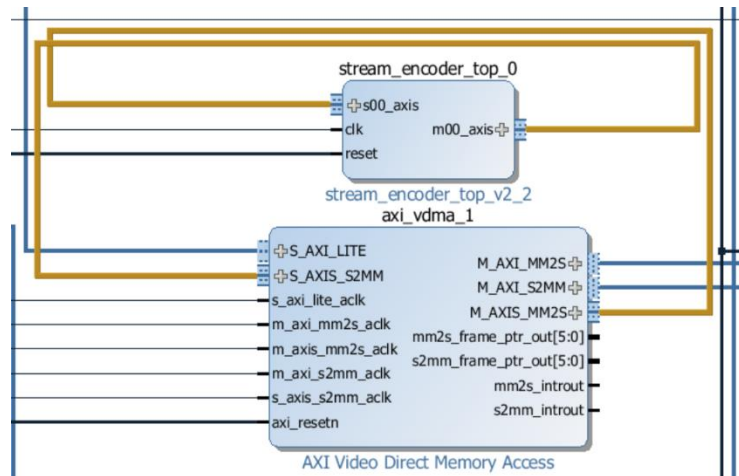 stream_encoder_top_0
s00_axis
clk
m00_axis
reset
stream_encoder_top_v2_2
axi_vdma_1
S_AXI_LITE
S_AXIS_S2MM
s_axi_lite_aclk
m_axi_mm2s_aclk
m_axis_mm2s_aclk
m_axi_s2mm_aclk
s_axis_s2mm_aclk
axi_resetn
M_AXI_MM2S
M_AXI_S2MM
M_AXIS_MM2S
mm2s_frame_ptr_out[5:0]
s2mm_frame_ptr_out[5:0]
mm2s_introut
s2mm_introut
AXI Video Direct Memory Access